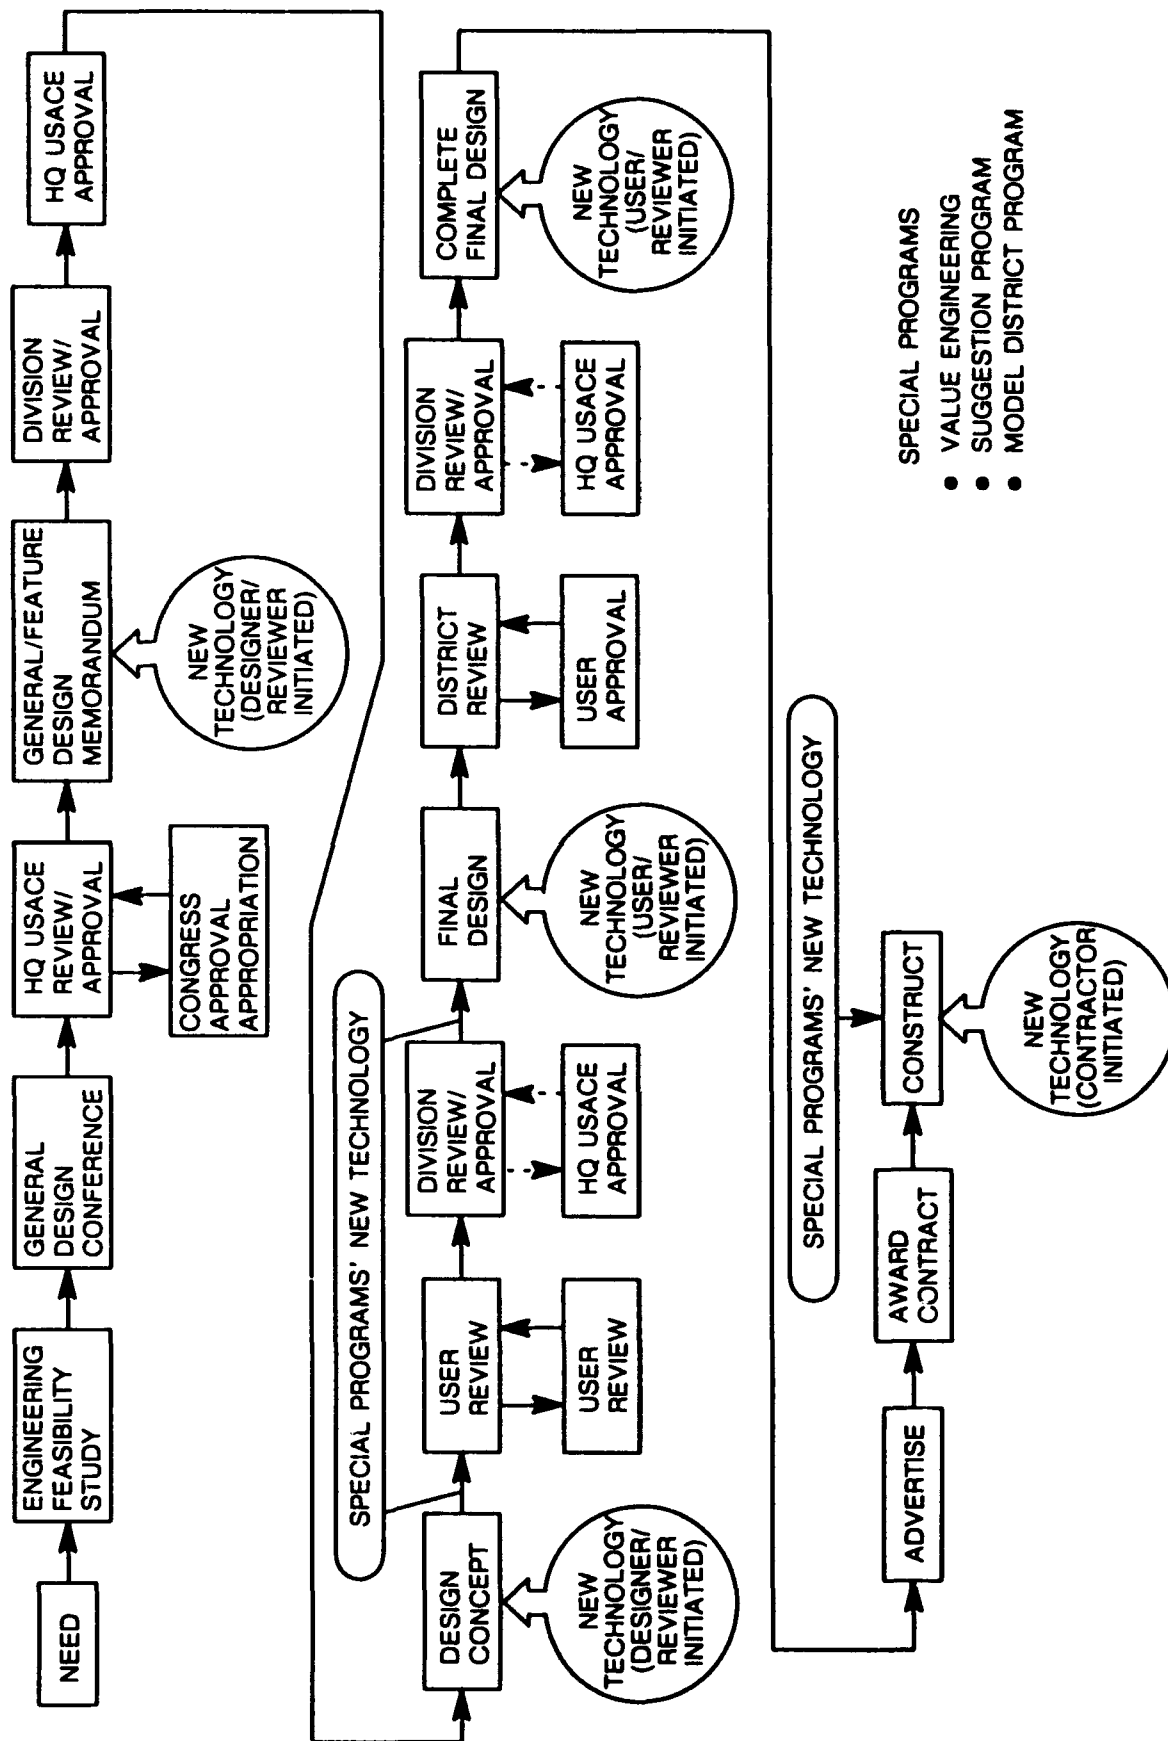 NEED
ENGINEERING
FEASIBILITY
STUDY
GENERAL
DESIGN
CONFERENCE
HQ USACE
REVIEW/
APPROVAL
CONGRESS
APPROVAL
APPROPRIATION
GENERAL/FEATURE
DESIGN
MEMORANDUM
NEW
TECHNOLOGY
(DESIGNER/
REVIEWER
INITIATED)
DIVISION
REVIEW/
APPROVAL
HQ USACE
APPROVAL
SPECIAL PROGRAMS' NEW TECHNOLOGY
DESIGN
CONCEPT
NEW
TECHNOLOGY
(DESIGNER/
REVIEWER
INITIATED)
USER
REVIEW
USER
REVIEW
DIVISION
REVIEW/
APPROVAL
HQ USACE
APPROVAL
FINAL
DESIGN
NEW
TECHNOLOGY
(USER/
REVIEWER
INITIATED)
DISTRICT
REVIEW
USER
APPROVAL
DIVISION
REVIEW/
APPROVAL
HQ USACE
APPROVAL
COMPLETE
FINAL DESIGN
NEW
TECHNOLOGY
(USER/
REVIEWER
INITIATED)
SPECIAL PROGRAMS' NEW TECHNOLOGY
ADVERTISE
AWARD
CONTRACT
CONSTRUCT
NEW
TECHNOLOGY
(CONTRACTOR
INITIATED)
SPECIAL PROGRAMS
• VALUE ENGINEERING
• SUGGESTION PROGRAM
• MODEL DISTRICT PROGRAM